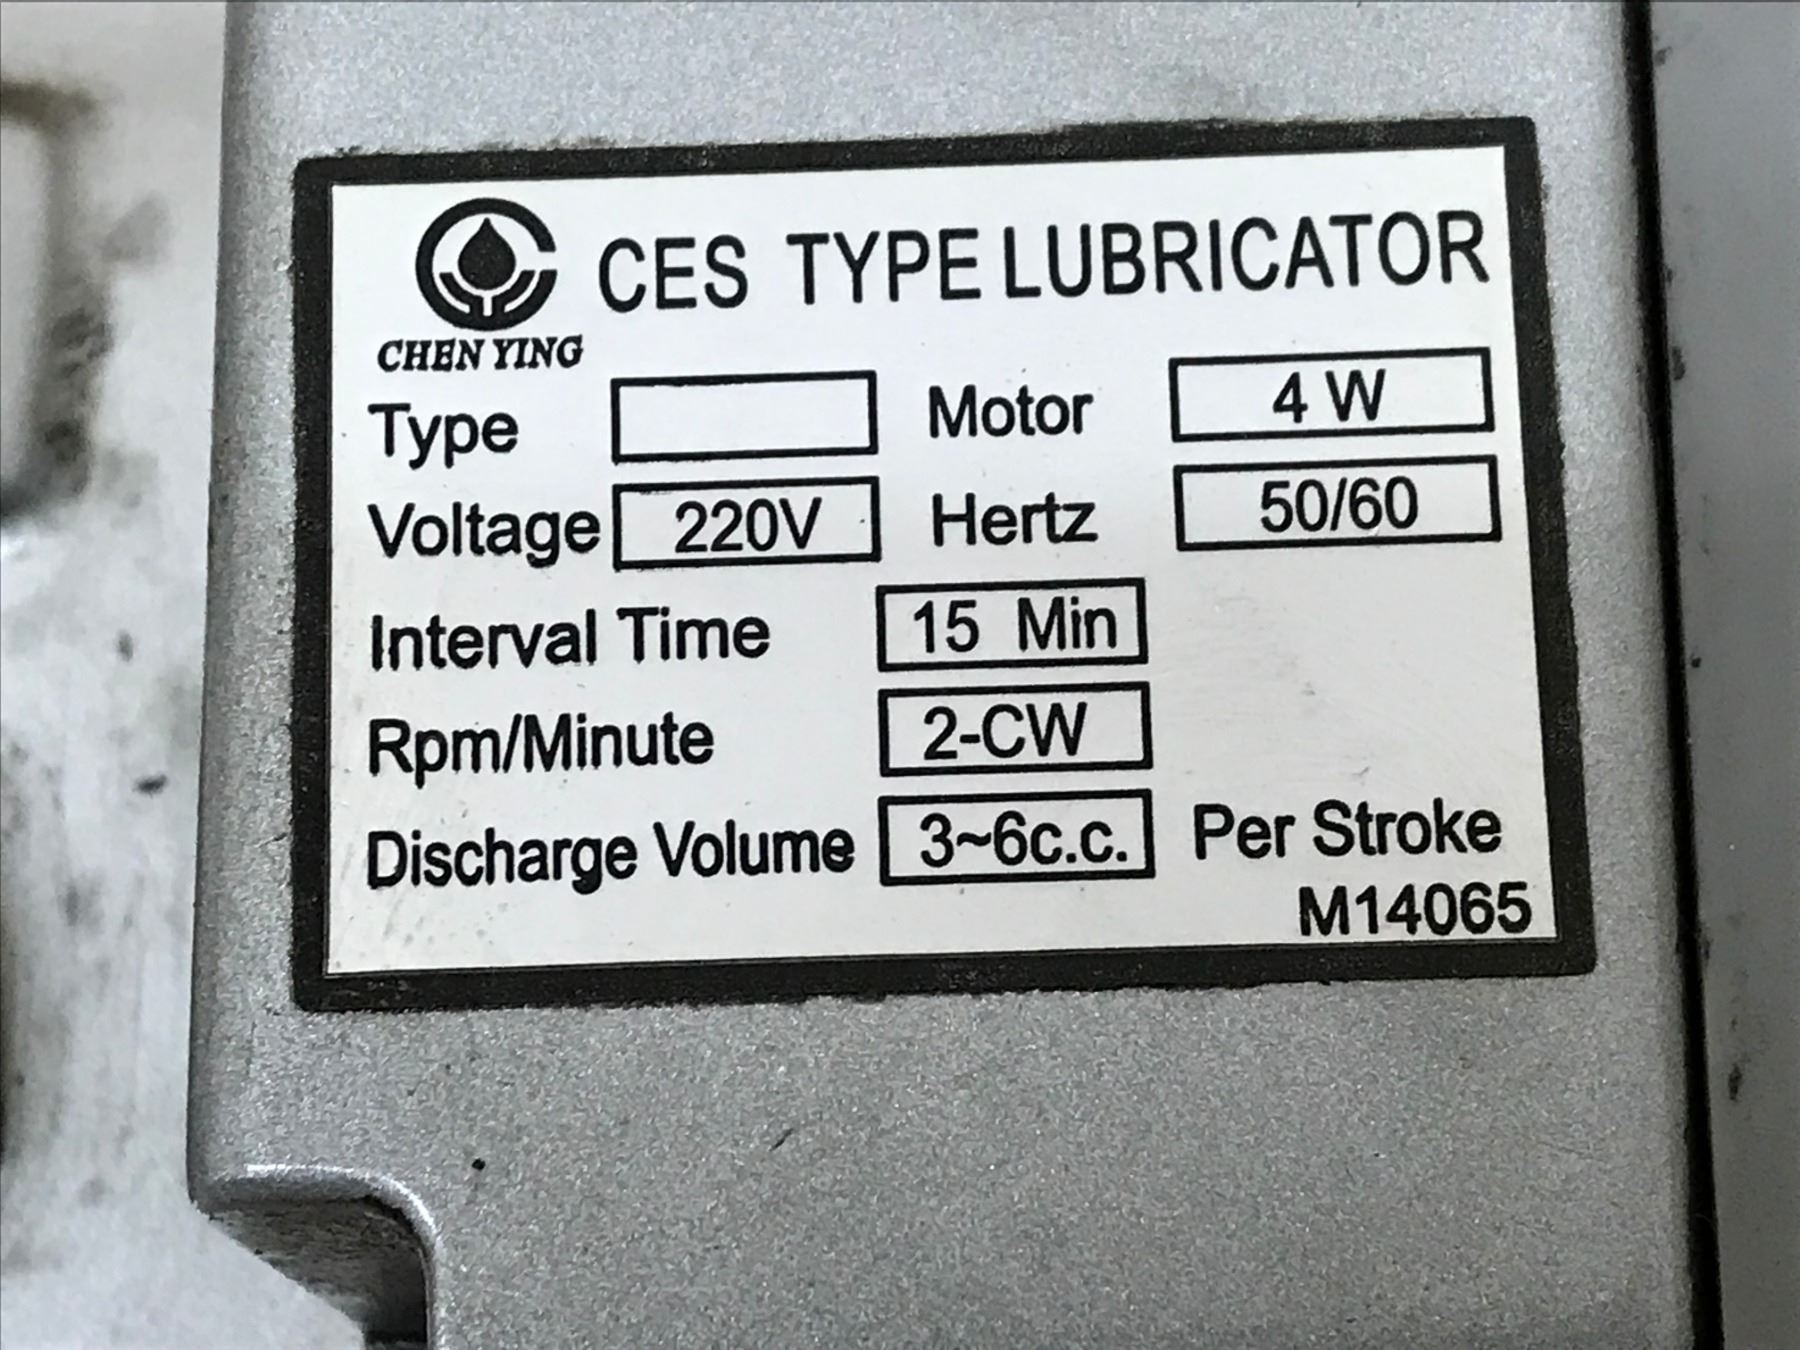 CES TYPE LUBRICATOR
CHEN YING
Type Motor 4 W
Voltage 220V Hertz 50/60
Interval Time 15 Min
Rpm/Minute 2-CW
Discharge Volume 3~6c.c. Per Stroke
M14065